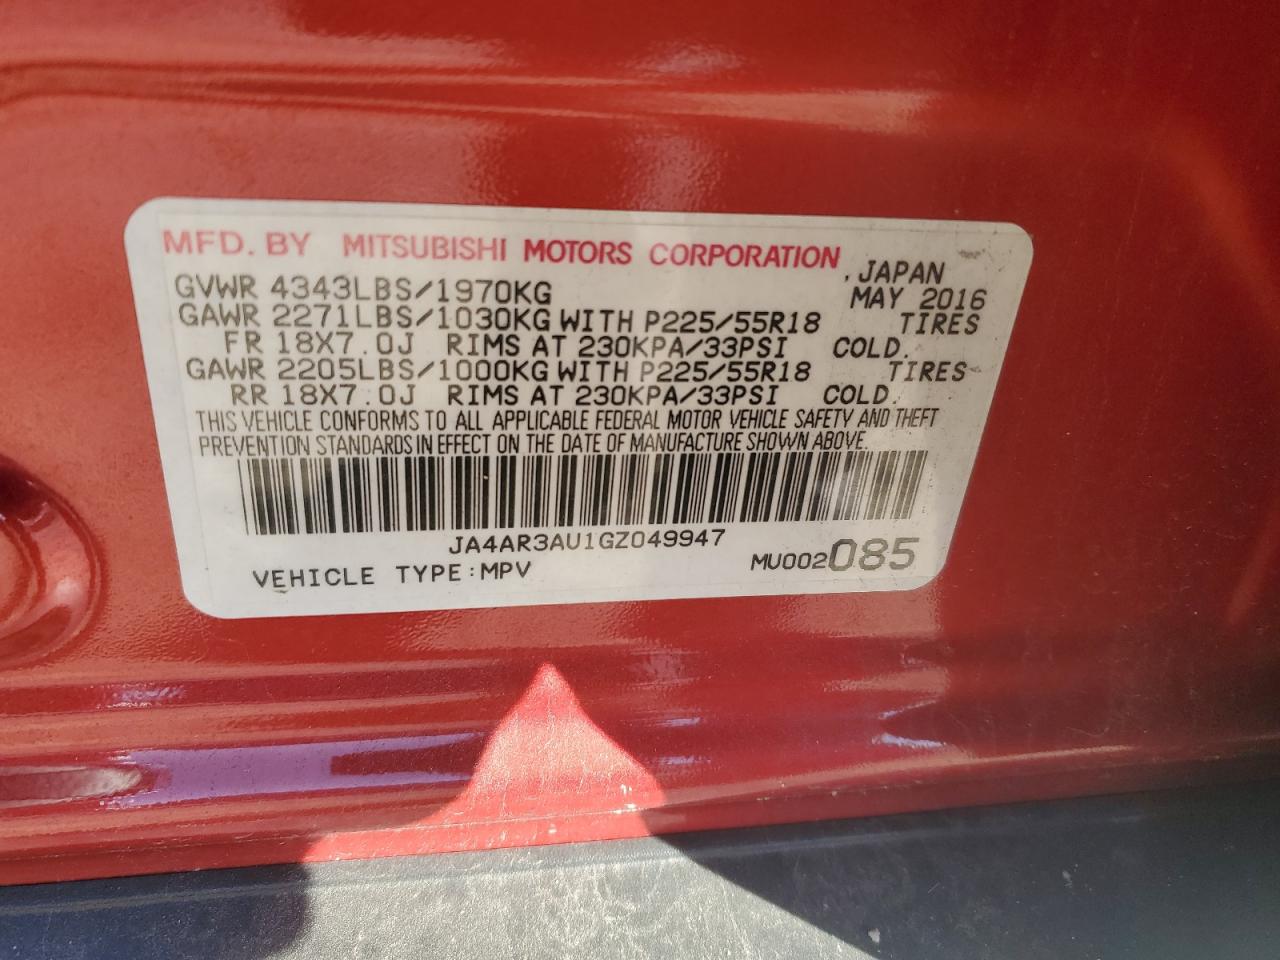 MFD. BY MITSUBISHI MOTORS CORPORATION, JAPAN
GVWR 4343LBS/1970KG MAY 2016
GAWR 2271LBS/1030KG WITH P225/55R18 TIRES
FR 18X7.0J RIMS AT 230KPA/33PSI COLD.
GAWR 2205LBS/1000KG WITH P225/55R18 TIRES
RR 18X7.0J RIMS AT 230KPA/33PSI COLD.
THIS VEHICLE CONFORMS TO ALL APPLICABLE FEDERAL MOTOR VEHICLE SAFETY AND THEFT
PREVENTION STANDARDS IN EFFECT ON THE DATE OF MANUFACTURE SHOWN ABOVE.
JA4AR3AU1GZ049947
VEHICLE TYPE:MPV MU002085